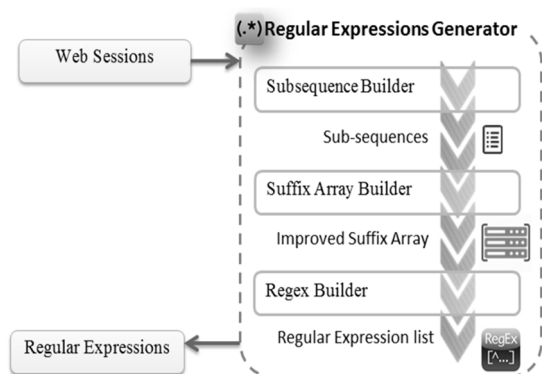 (.*) Regular Expressions Generator
Web Sessions
Subsequence Builder
Sub-sequences
Suffix Array Builder
Improved Suffix Array
Regex Builder
Regular Expression list
RegEx
[^...]
Regular Expressions